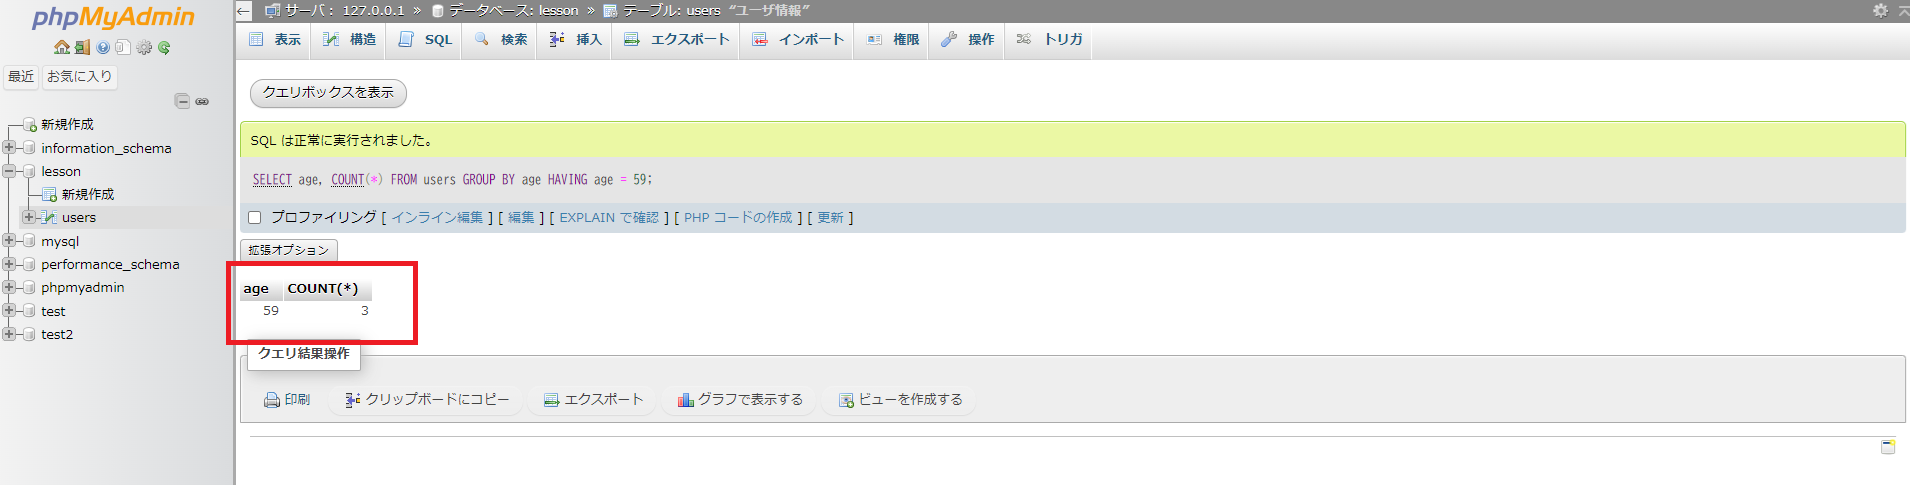 phpMyAdmin
最近 お気に入り
新規作成
information_schema
lesson
新規作成
users
mysql
performance_schema
phpmyadmin
test
test2
サーバ: 127.0.0.1 » データベース: lesson » テーブル: users “ユーザ情報”
表示 構造 SQL 検索 挿入 エクスポート インポート 権限 操作 トリガ
クエリボックスを表示
SQL は正常に実行されました。
SELECT age, COUNT(*) FROM users GROUP BY age HAVING age = 59;
プロファイリング [ インライン編集 ] [ 編集 ] [ EXPLAIN で確認 ] [ PHP コードの作成 ] [ 更新 ]
拡張オプション
age COUNT(*)
59 3
クエリ結果操作
印刷 クリップボードにコピー エクスポート グラフで表示する ビューを作成する